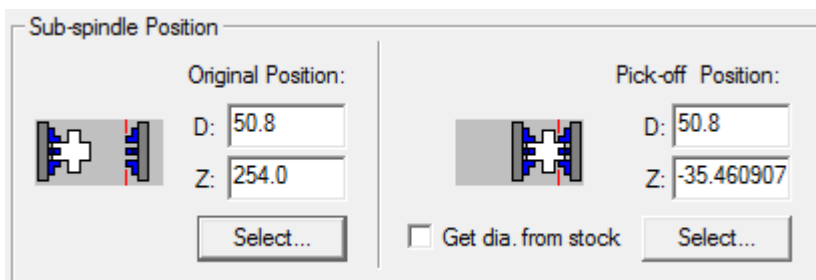 Sub-spindle Position
Original Position:
D: 50.8
Z: 254.0
Select...
Pick-off Position:
D: 50.8
Z: -35.460907
Get dia. from stock
Select...